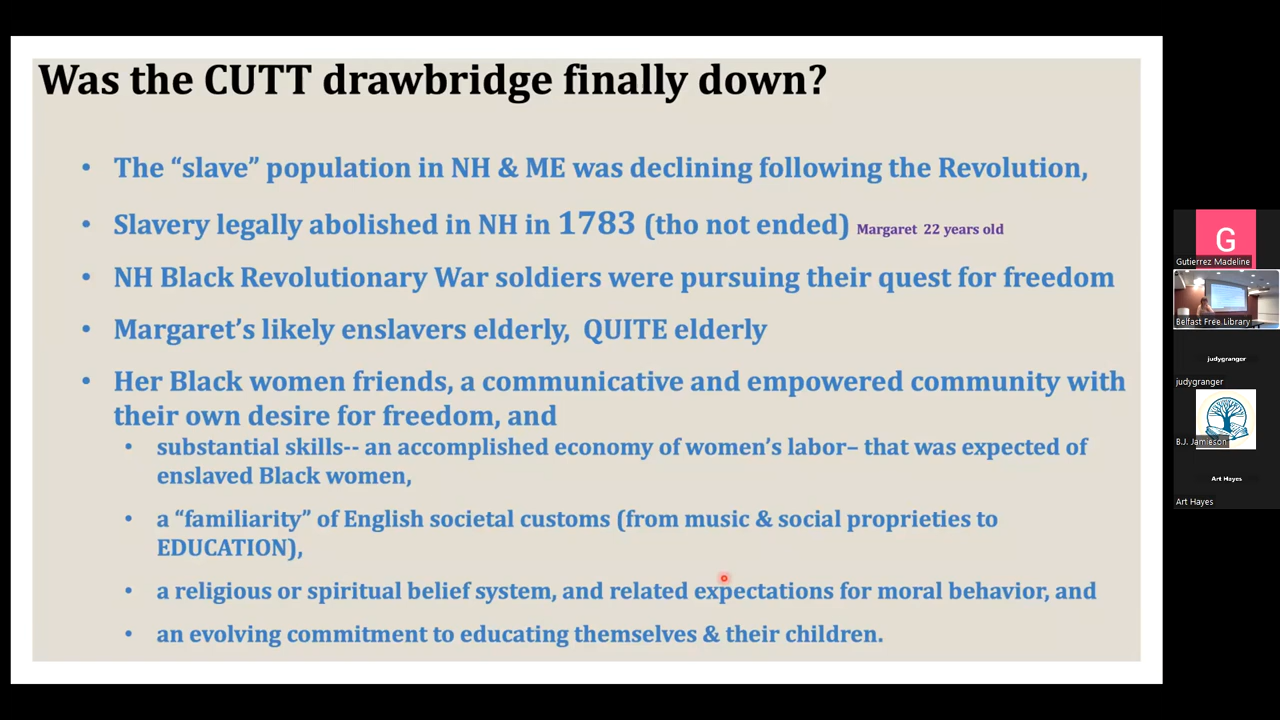 Was the CUTT drawbridge finally down?
• The “slave” population in NH & ME was declining following the Revolution,
• Slavery legally abolished in NH in 1783 (tho not ended) Margaret 22 years old
• NH Black Revolutionary War soldiers were pursuing their quest for freedom
• Margaret’s likely enslavers elderly, QUITE elderly
• Her Black women friends, a communicative and empowered community with
their own desire for freedom, and
• substantial skills-- an accomplished economy of women’s labor– that was expected of
enslaved Black women,
• a “familiarity” of English societal customs (from music & social proprieties to
EDUCATION),
• a religious or spiritual belief system, and related expectations for moral behavior, and
• an evolving commitment to educating themselves & their children.
G
Gutierrez Madeline
Belfast Free Library
judygranger
judygranger
B.J. Jamieson
Art Hayes
Art Hayes